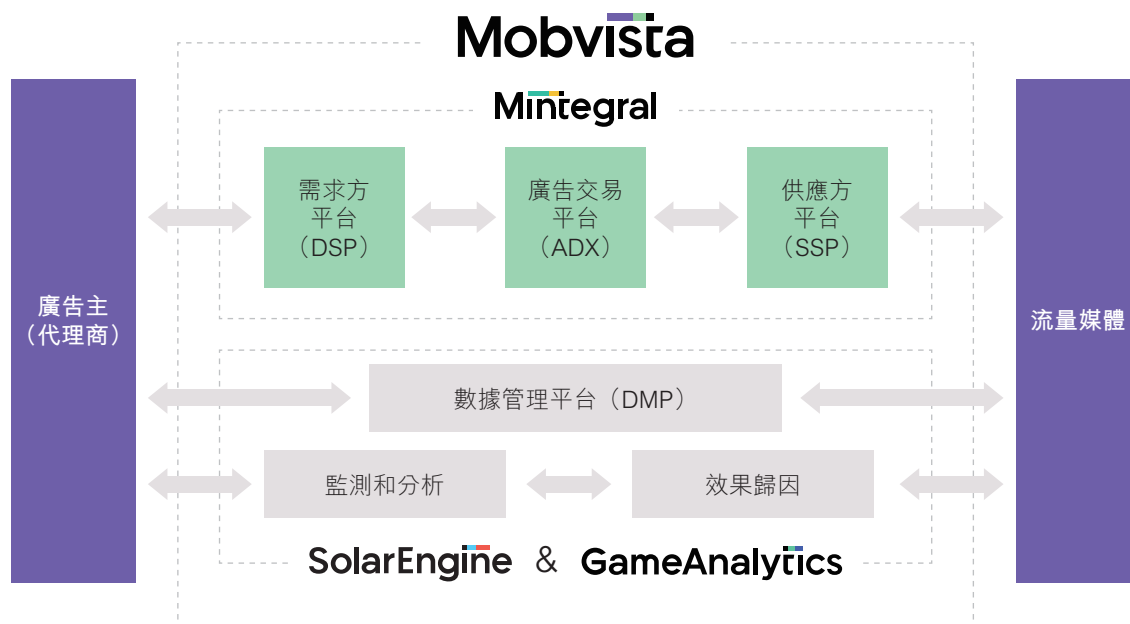 Mobvista
Mintegral
需求方
平台
（DSP）
廣告交易
平台
（ADX）
供應方
平台
（SSP）
廣告主
（代理商）
流量媒體
數據管理平台（DMP）
監測和分析
效果歸因
SolarEngine & GameAnalytics